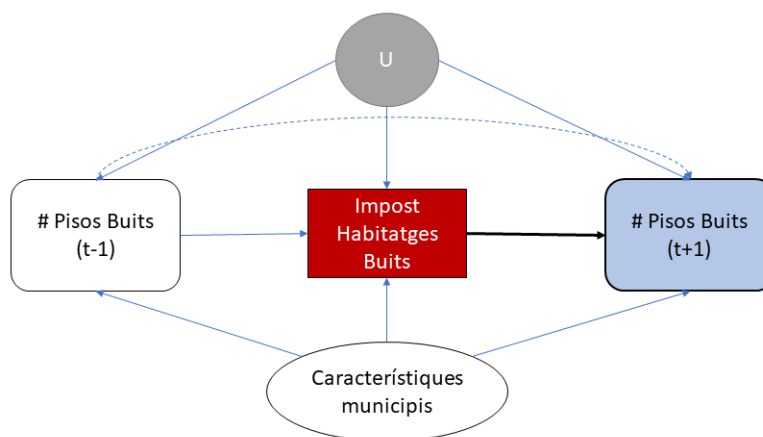 U
# Pisos Buits
(t-1)
Impost
Habitatges
Buits
# Pisos Buits
(t+1)
Característiques
municipis